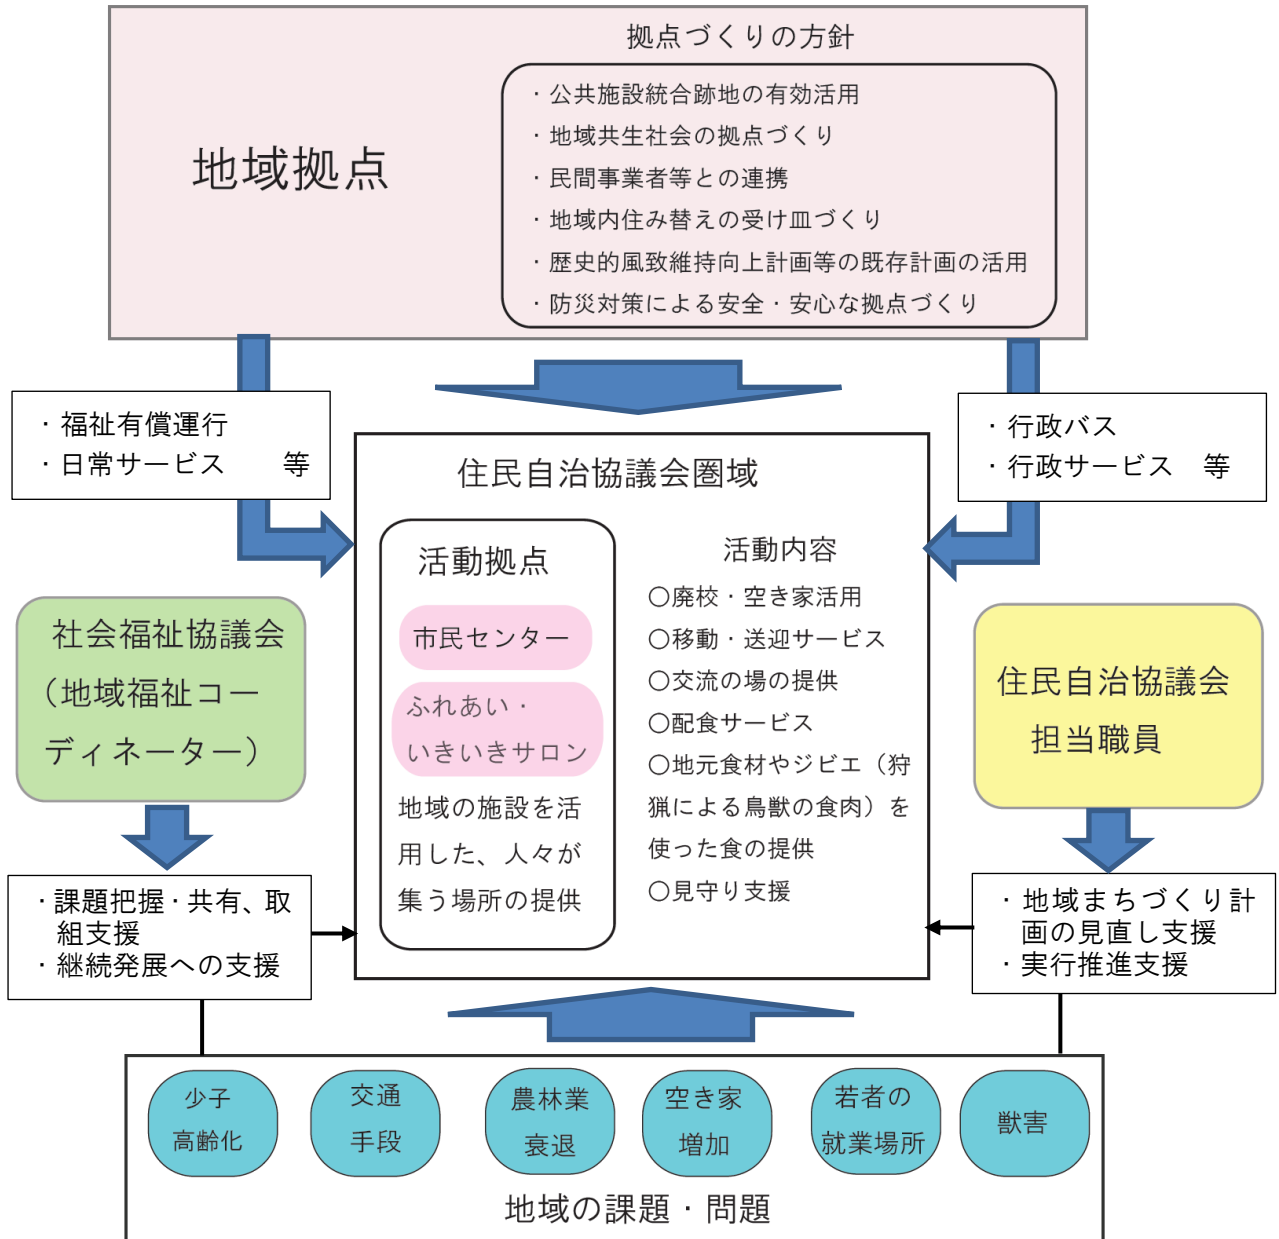 拠点づくりの方針
地域拠点
・公共施設統合跡地の有効活用
・地域共生社会の拠点づくり
・民間事業者等との連携
・地域内住み替えの受け皿づくり
・歴史的風致維持向上計画等の既存計画の活用
・防災対策による安全・安心な拠点づくり
・福祉有償運行
・日常サービス　　等
・行政バス
・行政サービス　等
住民自治協議会圏域
活動拠点
市民センター
ふれあい・
いきいきサロン
地域の施設を活
用した、人々が
集う場所の提供
活動内容
○廃校・空き家活用
○移動・送迎サービス
○交流の場の提供
○配食サービス
○地元食材やジビエ（狩
猟による鳥獣の食肉）を
使った食の提供
○見守り支援
社会福祉協議会
（地域福祉コー
ディネーター）
住民自治協議会
担当職員
・課題把握・共有、取
組支援
・継続発展への支援
・地域まちづくり計
画の見直し支援
・実行推進支援
少子
高齢化
交通
手段
農林業
衰退
空き家
増加
若者の
就業場所
獣害
地域の課題・問題